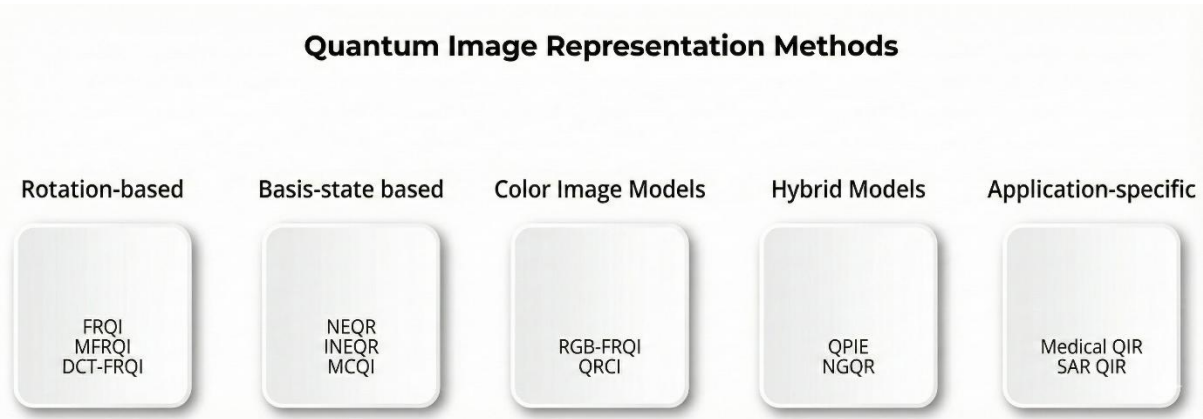 Quantum Image Representation Methods
Rotation-based
FRQI
MFRQI
DCT-FRQI
Basis-state based
NEQR
INEQR
MCQI
Color Image Models
RGB-FRQI
QRCI
Hybrid Models
QPIE
NGQR
Application-specific
Medical QIR
SAR QIR